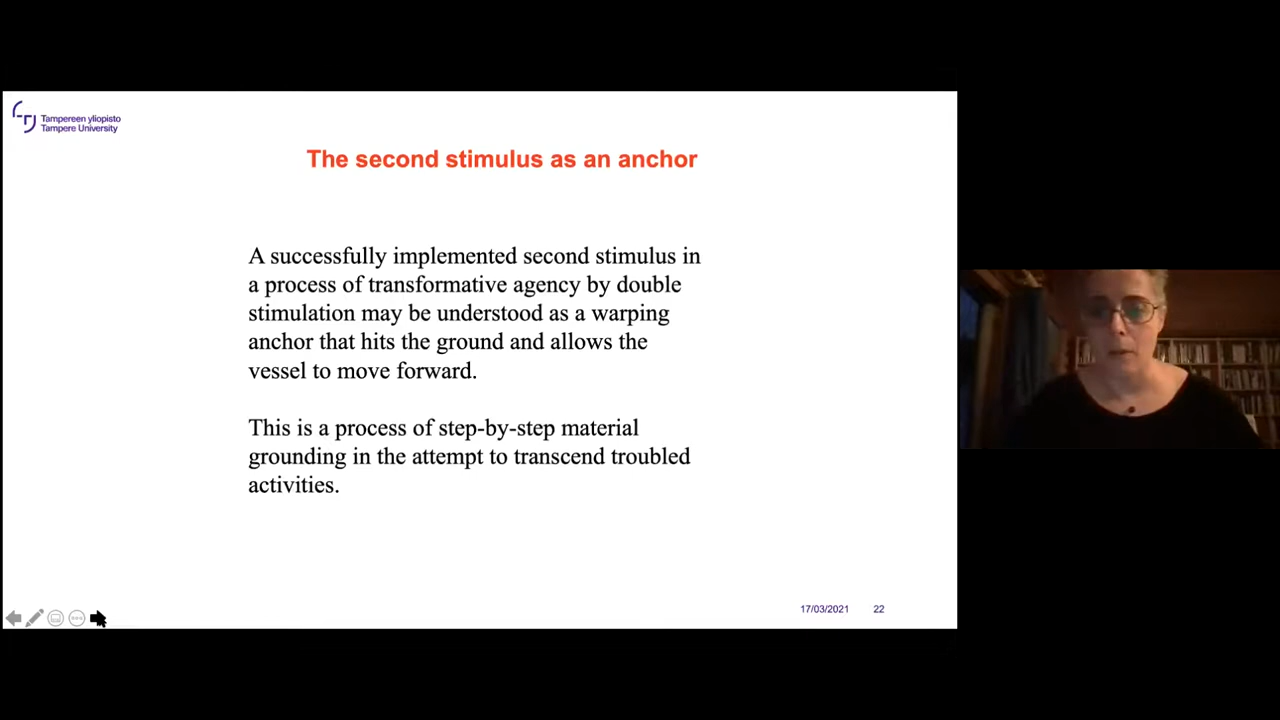 Tampereen yliopisto
Tampere University
The second stimulus as an anchor
A successfully implemented second stimulus in
a process of transformative agency by double
stimulation may be understood as a warping
anchor that hits the ground and allows the
vessel to move forward.
This is a process of step-by-step material
grounding in the attempt to transcend troubled
activities.
17/03/2021 22